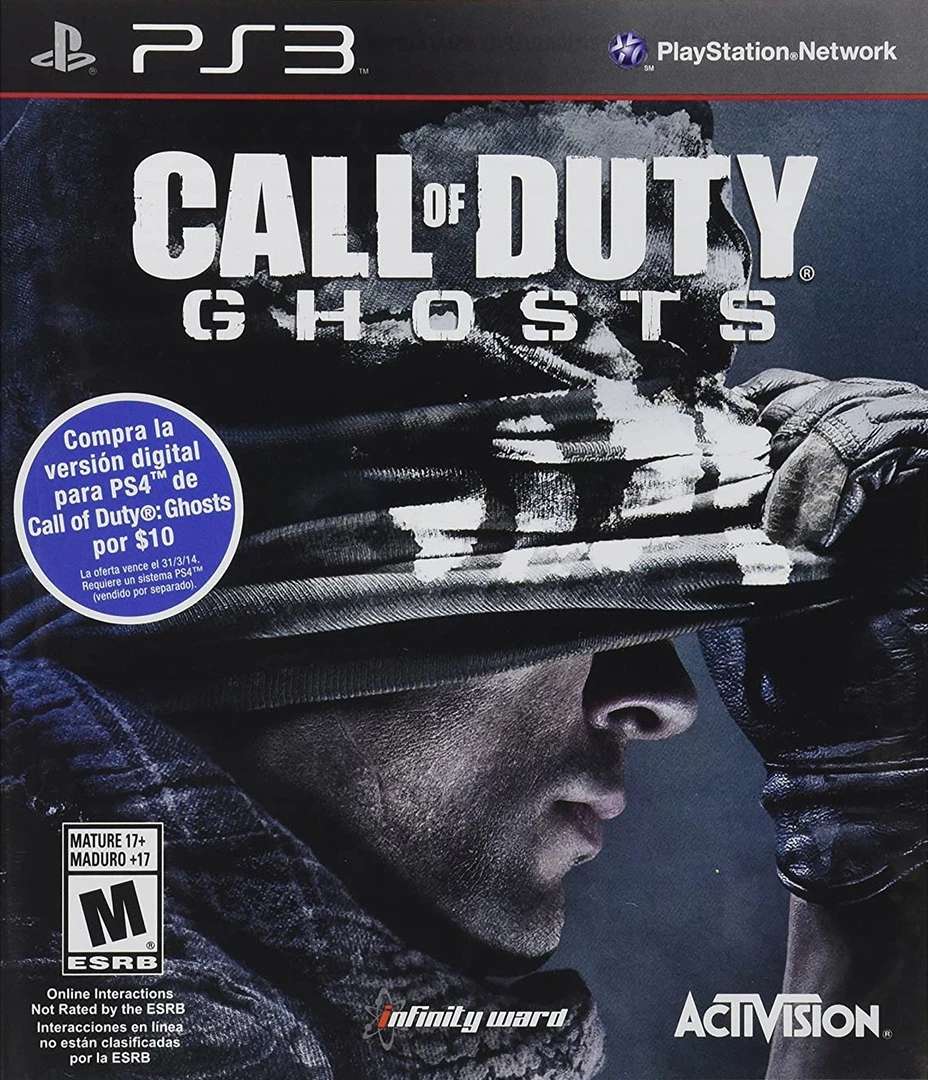 PS3™
PlayStation®Network
SM
CALL OF DUTY®
GHOSTS
Compra la
versión digital
para PS4™ de
Call of Duty®: Ghosts
por $10
La oferta vence el 31/3/14.
Requiere un sistema PS4™
(vendido por separado).
MATURE 17+
MADURO +17
M®
ESRB
Online Interactions
Not Rated by the ESRB
Interacciones en línea
no están clasificadas
por la ESRB
infinity ward
ACTIVISION®